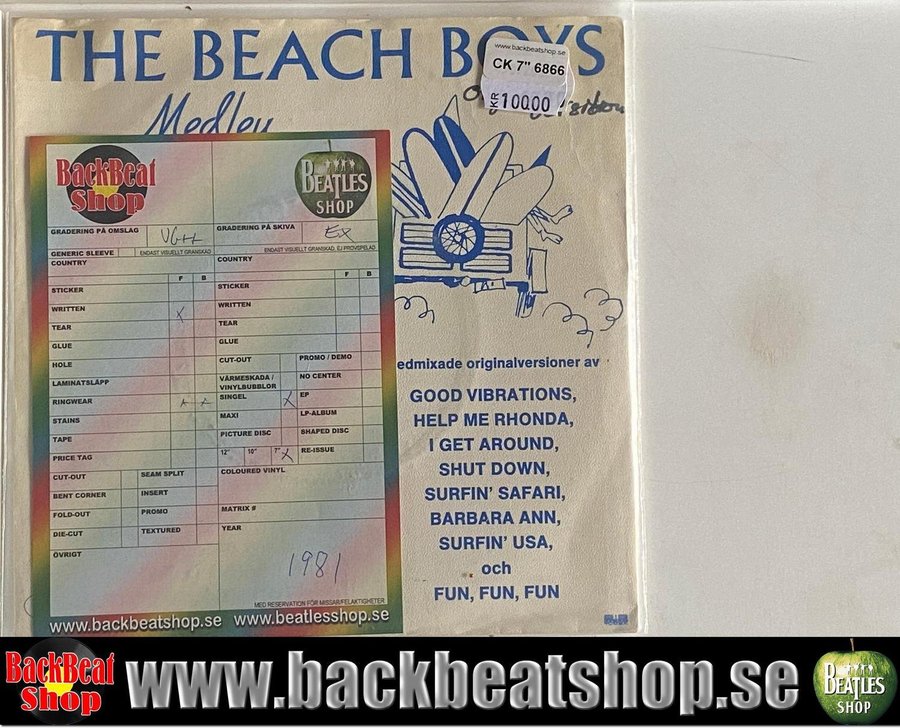 THE BEACH BOYS
www.backbeatshop.se
CK 7" 6866
KR 100.00
Medley
BackBeat
Shop
BEATLES
SHOP
GRADERING PÅ OMSLAG
VG++
GRADERING PÅ SKIVA
EX
GENERIC SLEEVE
ENDAST VISUELLT GRANSKAD
ENDAST VISUELLT GRANSKAD, EJ PROVSPELAD
COUNTRY
F B
STICKER
WRITTEN X
TEAR
GLUE
HOLE
LAMINATSLÄPP
RINGWEAR X X
STAINS
TAPE
PRICE TAG
CUT-OUT
SEAM SPLIT
BENT CORNER
INSERT
FOLD-OUT
PROMO
DIE-CUT
TEXTURED
ÖVRIGT
COUNTRY
F B
STICKER
WRITTEN
TEAR
GLUE
CUT-OUT
PROMO / DEMO
VÄRMESKADA /
VINYLBUBBLOR
NO CENTER
SINGEL X
EP
MAXI
LP-ALBUM
PICTURE DISC
SHAPED DISC
12" 10" 7" X
RE-ISSUE
COLOURED VINYL
MATRIX #
YEAR
1981
MED RESERVATION FÖR MISSAR/FELAKTIGHETER
www.backbeatshop.se www.beatlesshop.se
edmixade originalversioner av
GOOD VIBRATIONS,
HELP ME RHONDA,
I GET AROUND,
SHUT DOWN,
SURFIN' SAFARI,
BARBARA ANN,
SURFIN' USA,
och
FUN, FUN, FUN
BackBeat
Shop
www.backbeatshop.se
BEATLES
SHOP